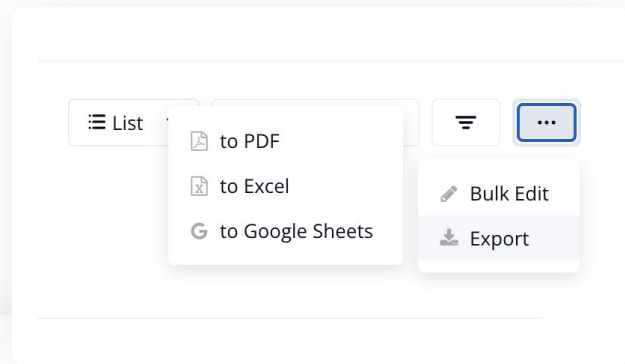 List
to PDF
to Excel
to Google Sheets
Bulk Edit
Export